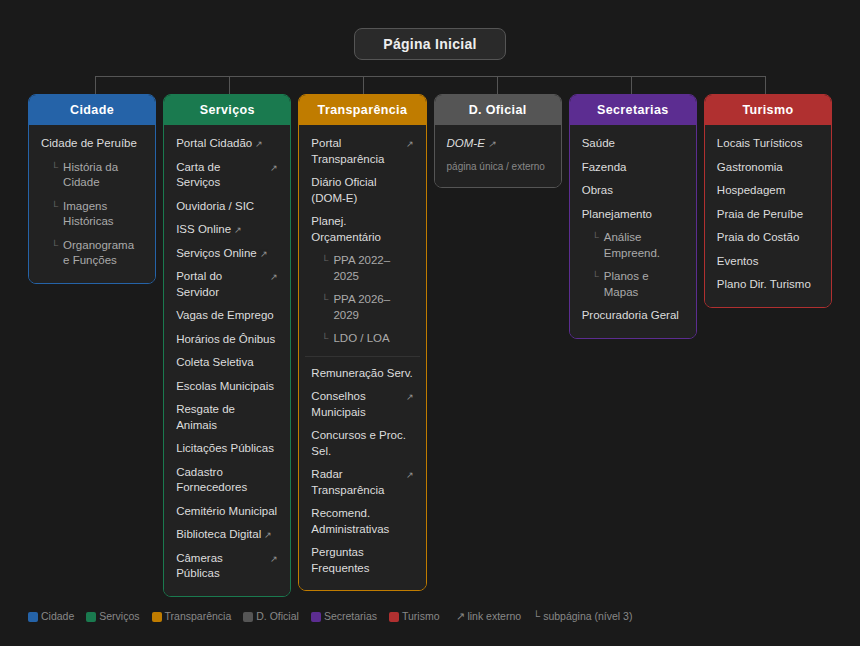 Página Inicial
Cidade
Cidade de Peruíbe
└ História da
Cidade
└ Imagens
Históricas
└ Organograma
e Funções
Serviços
Portal Cidadão ↗
Carta de ↗
Serviços
Ouvidoria / SIC
ISS Online ↗
Serviços Online ↗
Portal do ↗
Servidor
Vagas de Emprego
Horários de Ônibus
Coleta Seletiva
Escolas Municipais
Resgate de
Animais
Licitações Públicas
Cadastro
Fornecedores
Cemitério Municipal
Biblioteca Digital ↗
Câmeras ↗
Públicas
Transparência
Portal ↗
Transparência
Diário Oficial
(DOM-E)
Planej.
Orçamentário
└ PPA 2022–
2025
└ PPA 2026–
2029
└ LDO / LOA
Remuneração Serv.
Conselhos ↗
Municipais
Concursos e Proc.
Sel.
Radar ↗
Transparência
Recomend.
Administrativas
Perguntas
Frequentes
D. Oficial
DOM-E ↗
página única / externo
Secretarias
Saúde
Fazenda
Obras
Planejamento
└ Análise
Empreend.
└ Planos e
Mapas
Procuradoria Geral
Turismo
Locais Turísticos
Gastronomia
Hospedagem
Praia de Peruíbe
Praia do Costão
Eventos
Plano Dir. Turismo
Cidade Serviços Transparência D. Oficial Secretarias Turismo ↗ link externo └ subpágina (nível 3)